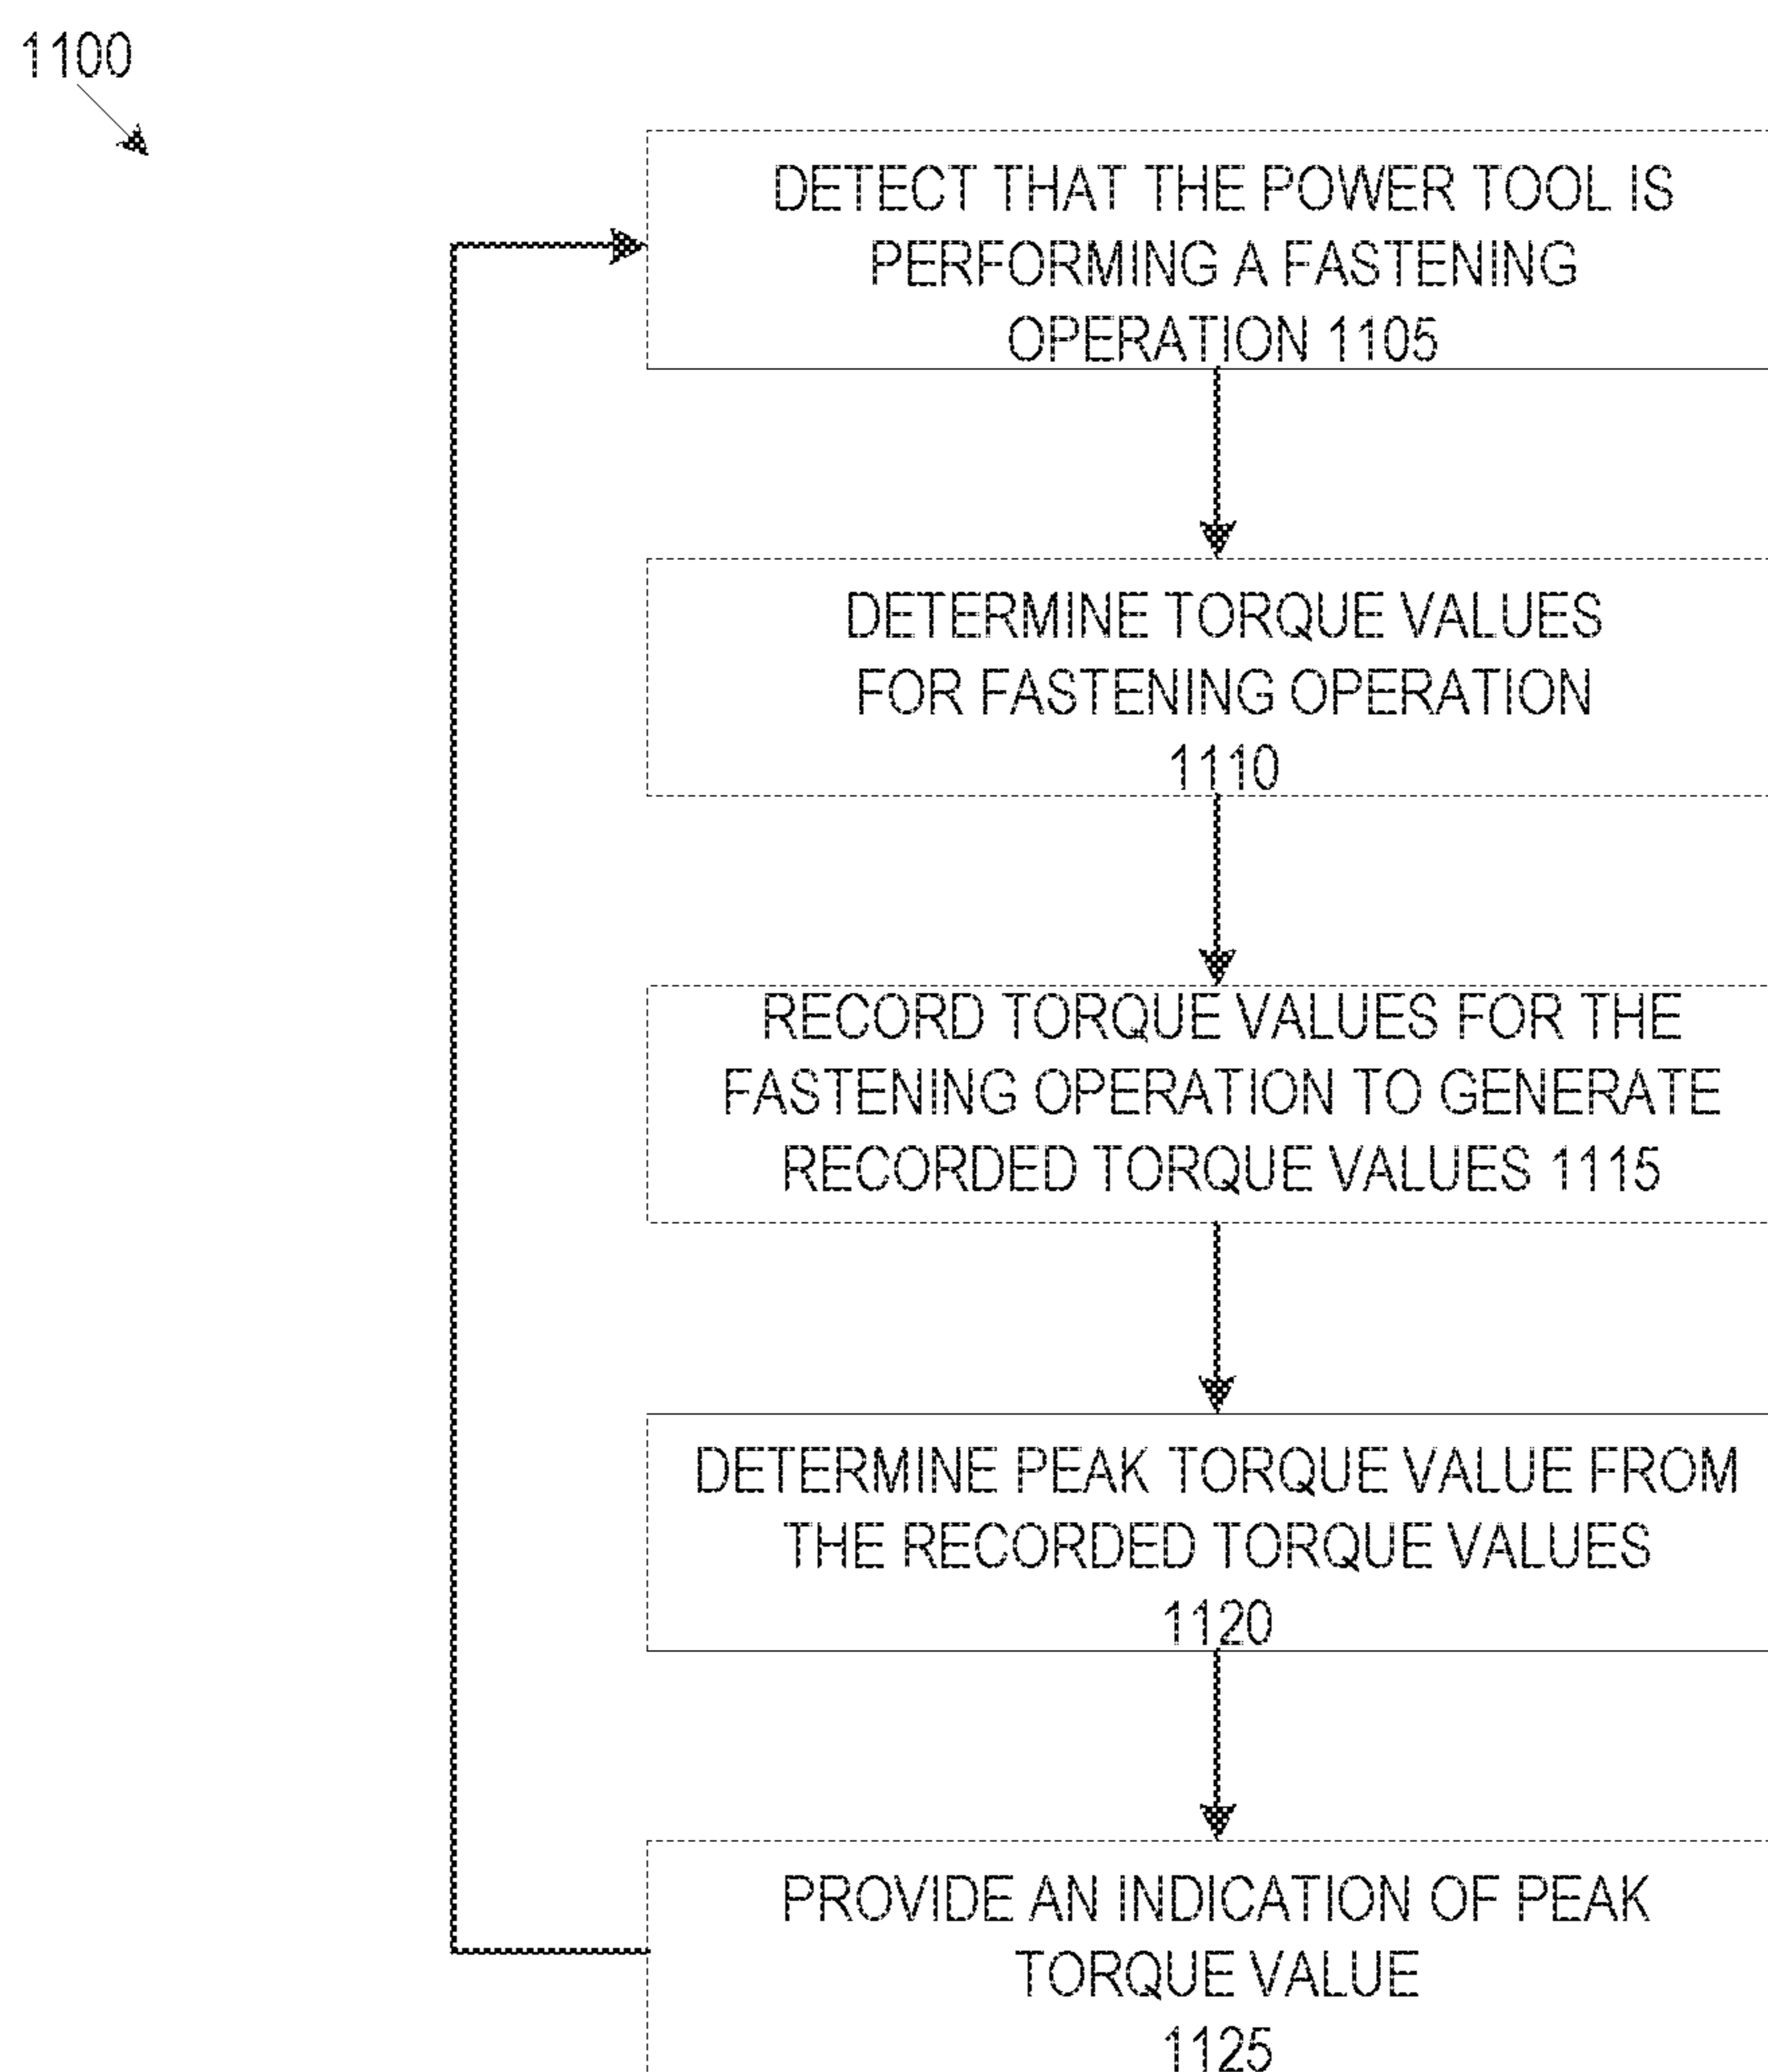 1100
DETECT THAT THE POWER TOOL IS
PERFORMING A FASTENING
OPERATION 1105
DETERMINE TORQUE VALUES
FOR FASTENING OPERATION
1110
RECORD TORQUE VALUES FOR THE
FASTENING OPERATION TO GENERATE
RECORDED TORQUE VALUES 1115
DETERMINE PEAK TORQUE VALUE FROM
THE RECORDED TORQUE VALUES
1120
PROVIDE AN INDICATION OF PEAK
TORQUE VALUE
1125